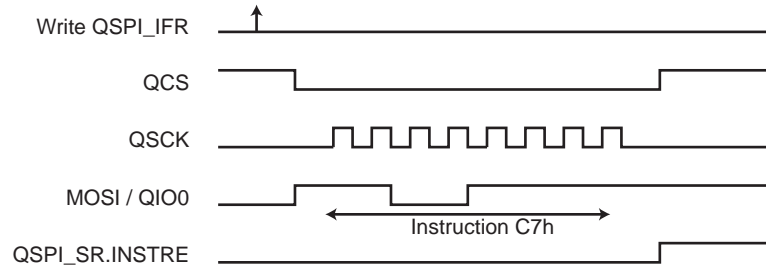 Write QSPI_IFR
QCS
QSCK
MOSI / QIO0
Instruction C7h
QSPI_SR.INSTRE